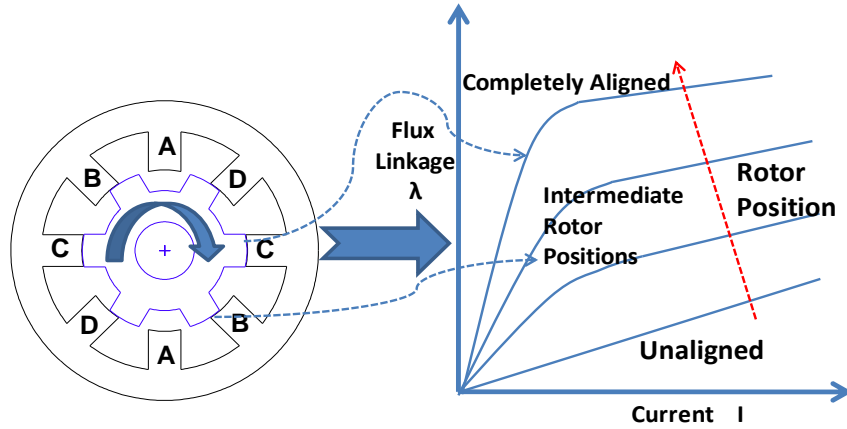 A
B
D
C
C
D
B
A
Flux
Linkage
λ
Completely Aligned
Intermediate
Rotor
Positions
Rotor
Position
Unaligned
Current I